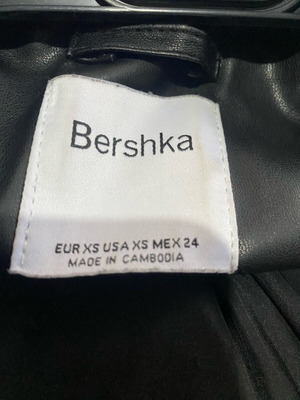 Bershka
EUR XS USA XS MEX 24
MADE IN CAMBODIA